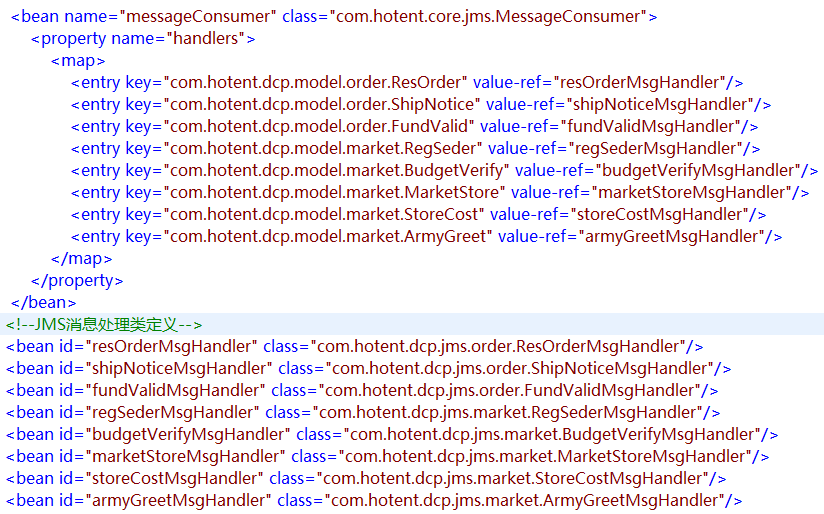 <bean name="messageConsumer" class="com.hotent.core.jms.MessageConsumer">
<property name="handlers">
<map>
<entry key="com.hotent.dcp.model.order.ResOrder" value-ref="resOrderMsgHandler"/>
<entry key="com.hotent.dcp.model.order.ShipNotice" value-ref="shipNoticeMsgHandler"/>
<entry key="com.hotent.dcp.model.order.FundValid" value-ref="fundValidMsgHandler"/>
<entry key="com.hotent.dcp.model.market.RegSeder" value-ref="regSederMsgHandler"/>
<entry key="com.hotent.dcp.model.market.BudgetVerify" value-ref="budgetVerifyMsgHandler"/>
<entry key="com.hotent.dcp.model.market.MarketStore" value-ref="marketStoreMsgHandler"/>
<entry key="com.hotent.dcp.model.market.StoreCost" value-ref="storeCostMsgHandler"/>
<entry key="com.hotent.dcp.model.market.ArmyGreet" value-ref="armyGreetMsgHandler"/>
</map>
</property>
</bean>
<!--JMS消息处理类定义-->
<bean id="resOrderMsgHandler" class="com.hotent.dcp.jms.order.ResOrderMsgHandler"/>
<bean id="shipNoticeMsgHandler" class="com.hotent.dcp.jms.order.ShipNoticeMsgHandler"/>
<bean id="fundValidMsgHandler" class="com.hotent.dcp.jms.order.FundValidMsgHandler"/>
<bean id="regSederMsgHandler" class="com.hotent.dcp.jms.market.RegSederMsgHandler"/>
<bean id="budgetVerifyMsgHandler" class="com.hotent.dcp.jms.market.BudgetVerifyMsgHandler"/>
<bean id="marketStoreMsgHandler" class="com.hotent.dcp.jms.market.MarketStoreMsgHandler"/>
<bean id="storeCostMsgHandler" class="com.hotent.dcp.jms.market.StoreCostMsgHandler"/>
<bean id="armyGreetMsgHandler" class="com.hotent.dcp.jms.market.ArmyGreetMsgHandler"/>